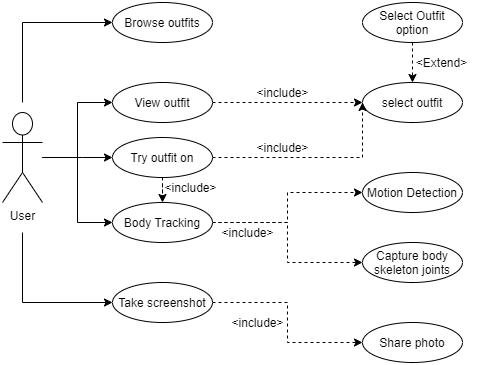 Browse outfits
Select Outfit
option
<Extend>
View outfit
<include>
select outfit
Try outfit on
<include>
<include>
Motion Detection
User
Body Tracking
<include>
Capture body
skeleton joints
Take screenshot
<include>
Share photo